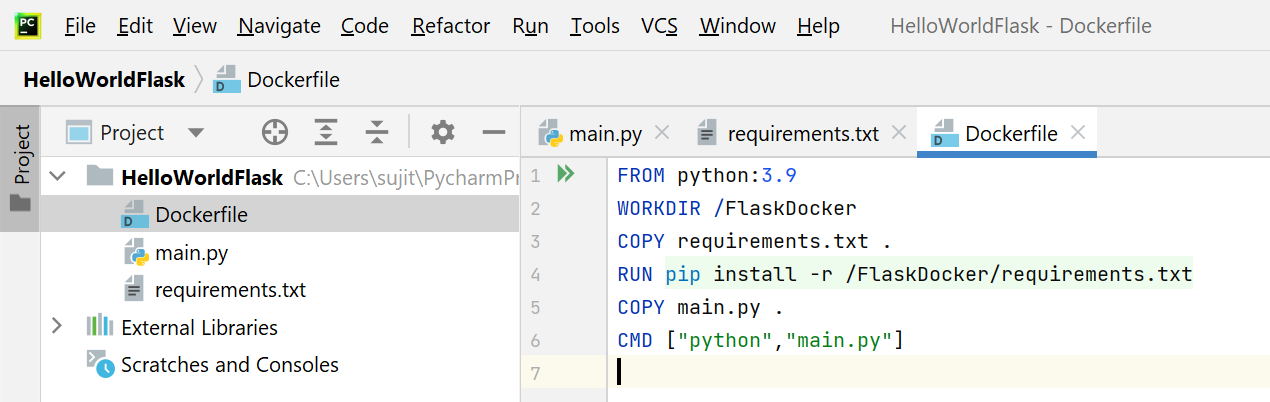 PC File Edit View Navigate Code Refactor Run Tools VCS Window Help HelloWorldFlask - Dockerfile
HelloWorldFlask Dockerfile
Project
Project main.py requirements.txt Dockerfile
HelloWorldFlask C:\Users\sujit\PycharmPr
Dockerfile
main.py
requirements.txt
External Libraries
Scratches and Consoles
1 FROM python:3.9
2 WORKDIR /FlaskDocker
3 COPY requirements.txt .
4 RUN pip install -r /FlaskDocker/requirements.txt
5 COPY main.py .
6 CMD ["python","main.py"]
7